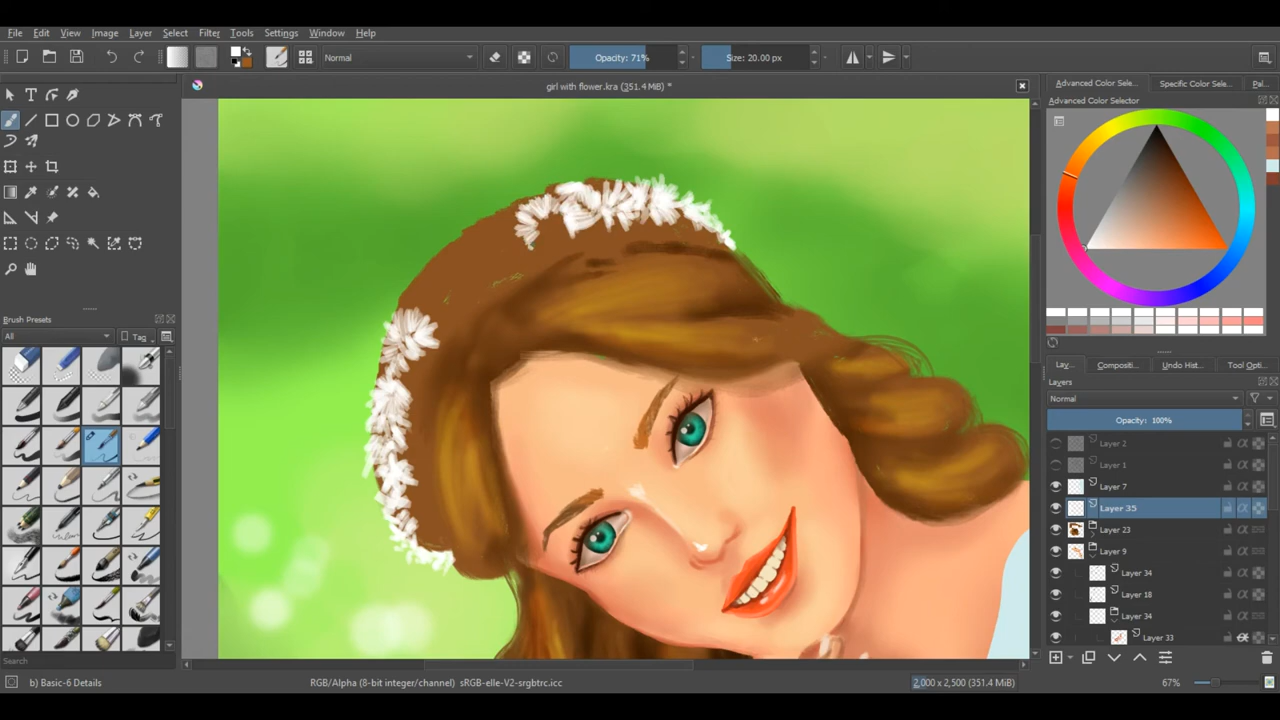 File Edit View Image Layer Select Filter Tools Settings Window Help
Normal Opacity: 71% Size: 20.00 px
girl with flower.kra (351.4 MiB) *
Advanced Color Sele... Specific Color Sele... Pal...
Advanced Color Selector
Brush Presets
All Tag
Search
Lay... Compositi... Undo Hist... Tool Opti...
Layers
Normal
Opacity: 100%
Layer 2
Layer 1
Layer 7
Layer 35
Layer 23
Layer 9
Layer 34
Layer 18
Layer 34
Layer 33
b) Basic-6 Details RGB/Alpha (8-bit integer/channel) sRGB-elle-V2-srgbtrc.icc 2,000 x 2,500 (351.4 MiB) 67%